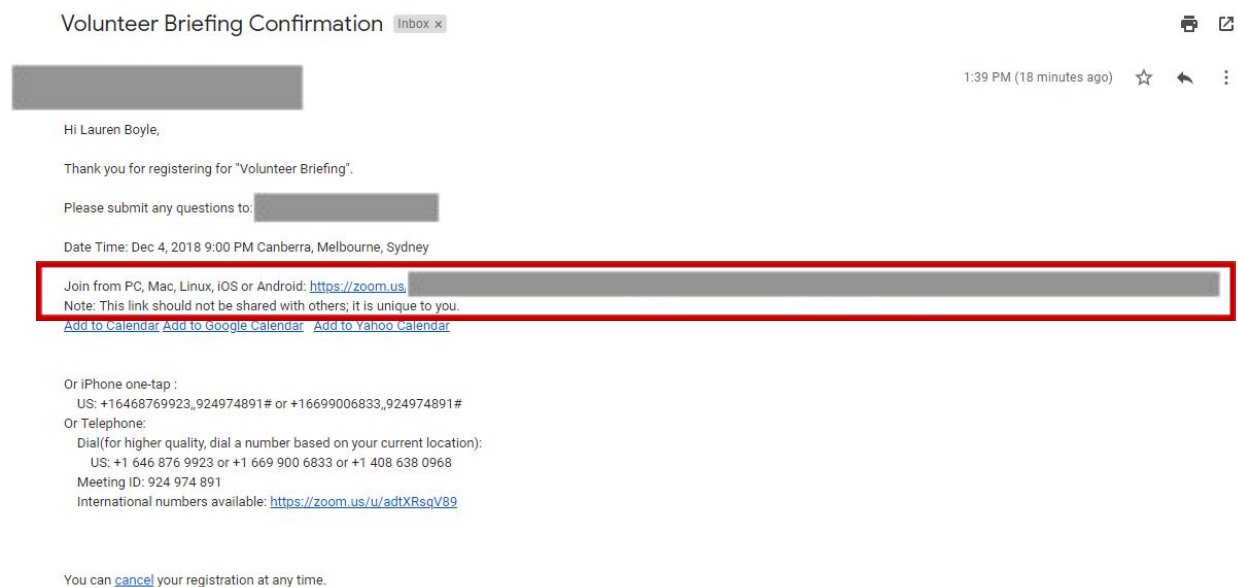 Volunteer Briefing Confirmation Inbox x
1:39 PM (18 minutes ago)
Hi Lauren Boyle,
Thank you for registering for "Volunteer Briefing".
Please submit any questions to:
Date Time: Dec 4, 2018 9:00 PM Canberra, Melbourne, Sydney
Join from PC, Mac, Linux, iOS or Android: https://zoom.us/
Note: This link should not be shared with others; it is unique to you.
Add to Calendar Add to Google Calendar Add to Yahoo Calendar
Or iPhone one-tap :
US: +16468769923,,924974891# or +16699006833,,924974891#
Or Telephone:
Dial(for higher quality, dial a number based on your current location):
US: +1 646 876 9923 or +1 669 900 6833 or +1 408 638 0968
Meeting ID: 924 974 891
International numbers available: https://zoom.us/u/adtXRsqV89
You can cancel your registration at any time.